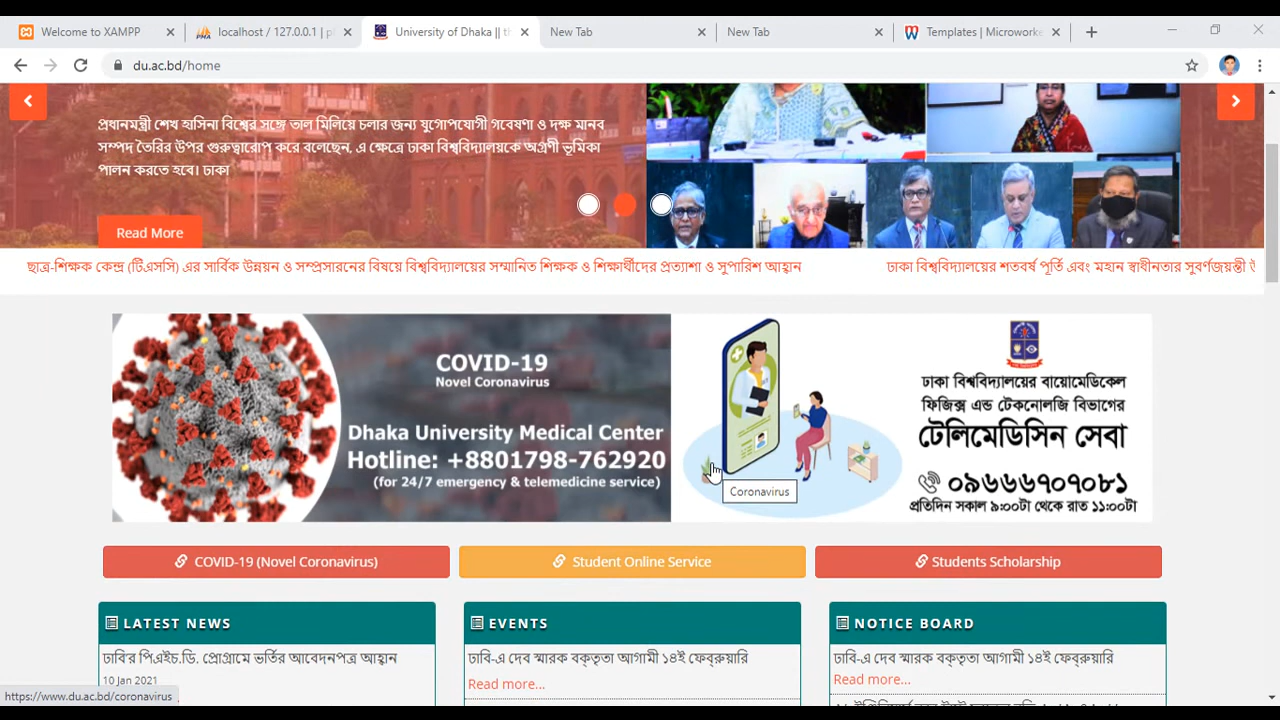 Welcome to XAMPP
localhost / 127.0.0.1 | p
University of Dhaka || th
New Tab
New Tab
Templates | Microworke
du.ac.bd/home
প্রধানমন্ত্রী শেখ হাসিনা বিশ্বের সঙ্গে তাল মিলিয়ে চলার জন্য যুগোপযোগী গবেষণা ও দক্ষ মানব
সম্পদ তৈরির উপর গুরুত্বারোপ করে বলেছেন, এ ক্ষেত্রে ঢাকা বিশ্ববিদ্যালয়কে অগ্রণী ভূমিকা
পালন করতে হবে। ঢাকা
Read More
ছাত্র-শিক্ষক কেন্দ্র (টিএসসি) এর সার্বিক উন্নয়ন ও সম্প্রসারনের বিষয়ে বিশ্ববিদ্যালয়ের সম্মানিত শিক্ষক ও শিক্ষার্থীদের প্রত্যাশা ও সুপারিশ আহ্বান
ঢাকা বিশ্ববিদ্যালয়ের শতবর্ষ পূর্তি এবং মহান স্বাধীনতার সুবর্ণজয়ন্তী
COVID-19
Novel Coronavirus
Dhaka University Medical Center
Hotline: +8801798-762920
(for 24/7 emergency & telemedicine service)
ঢাকা বিশ্ববিদ্যালয়ের বায়োমেডিকেল
ফিজিক্স এন্ড টেকনোলজি বিভাগের
টেলিমেডিসিন সেবা
০৯৬৬৬৭০৭০৮১
প্রতিদিন সকাল ৯:০০টা থেকে রাত ১১:০০টা
Coronavirus
COVID-19 (Novel Coronavirus)
Student Online Service
Students Scholarship
LATEST NEWS
EVENTS
NOTICE BOARD
ঢাবি'র পিএইচ.ডি. প্রোগ্রামে ভর্তির আবেদনপত্র আহ্বান
10 Jan 2021
ঢাবি-এ দেব স্মারক বক্তৃতা আগামী ১৪ই ফেব্রুয়ারি
Read more...
ঢাবি-এ দেব স্মারক বক্তৃতা আগামী ১৪ই ফেব্রুয়ারি
Read more...
https://www.du.ac.bd/coronavirus